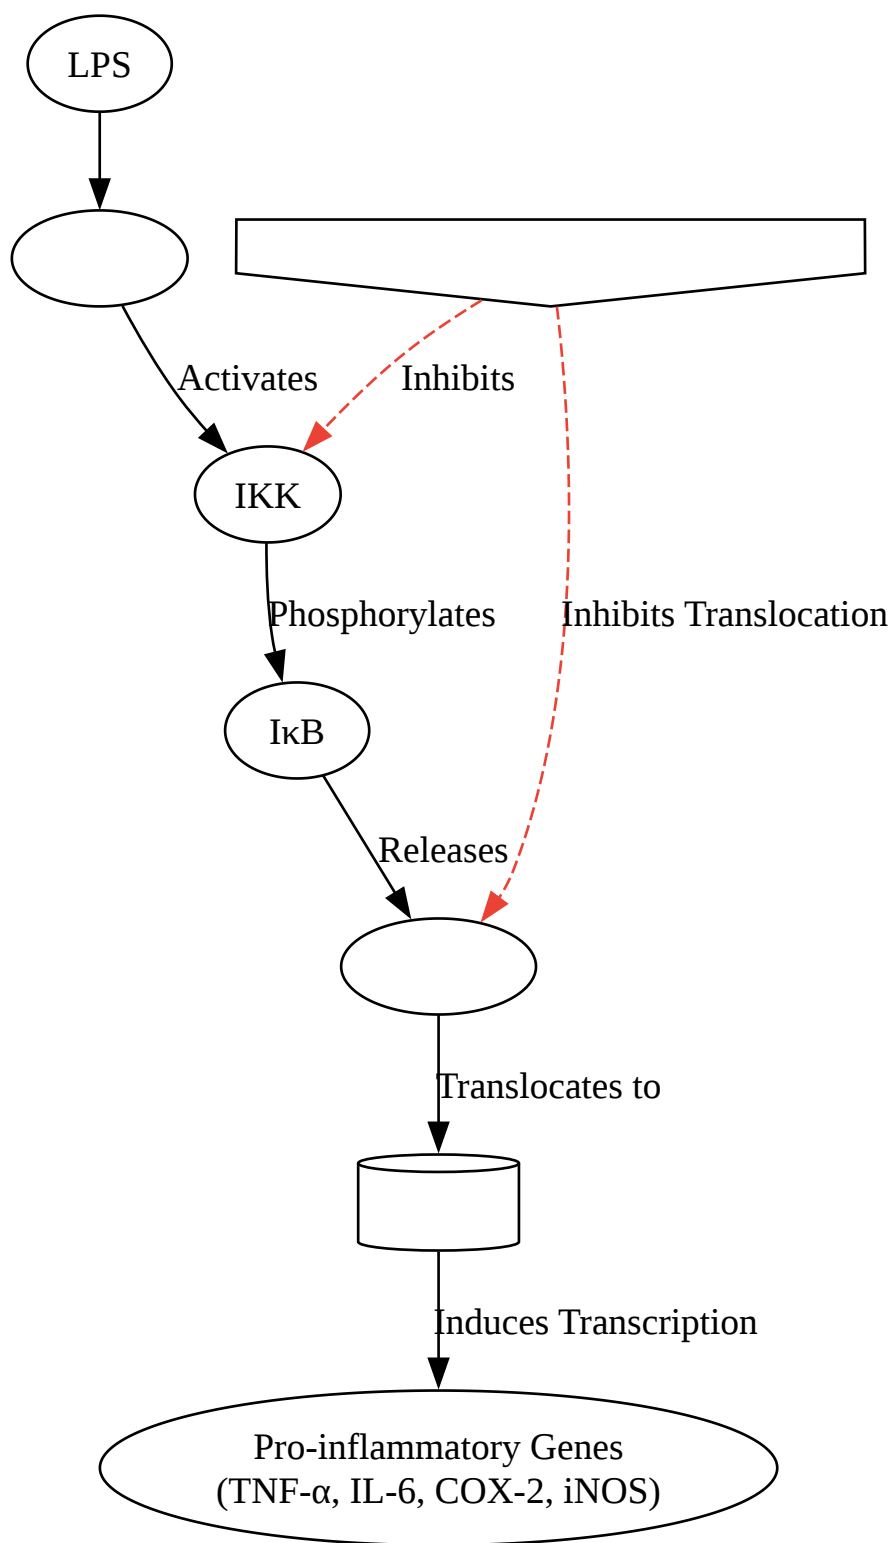 LPS
Activates
Inhibits
IKK
Phosphorylates
Inhibits Translocation
IκB
Releases
Translocates to
Induces Transcription
Pro-inflammatory Genes
(TNF-α, IL-6, COX-2, iNOS)